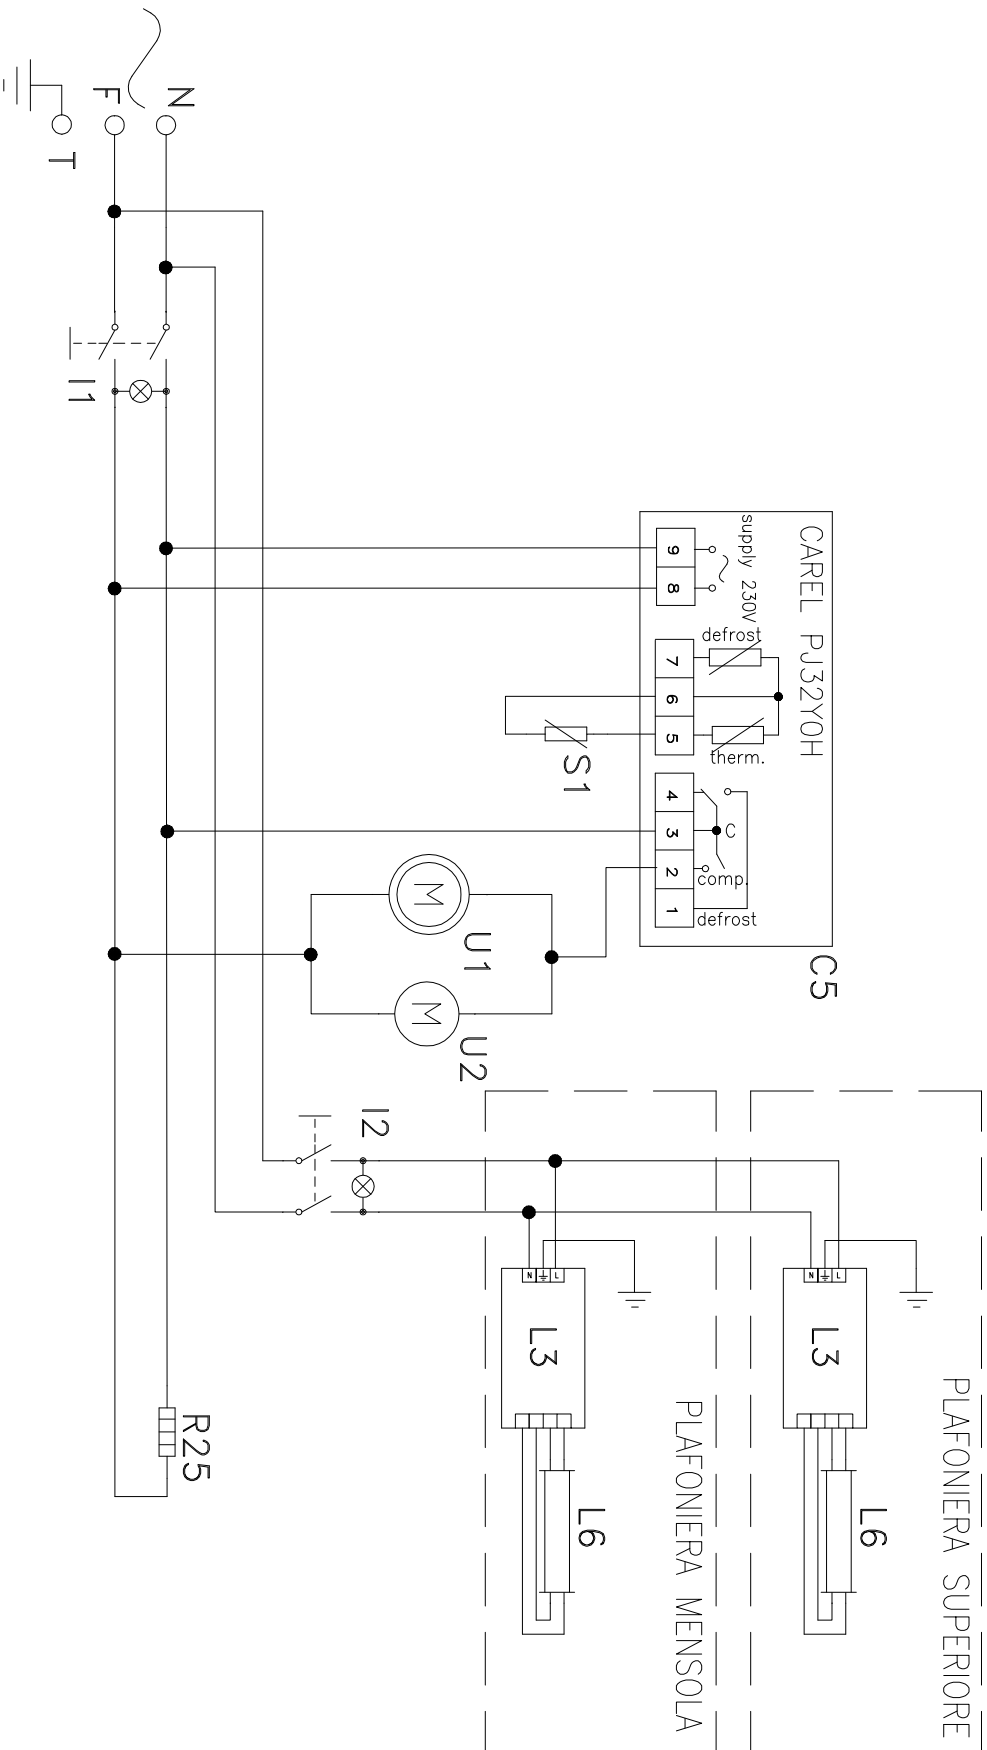 N
F
T
I1
CAREL PJ32Y0H
supply 230V
9
8
defrost
7
6
5
therm.
S1
4
3
2
1
C
comp.
defrost
C5
M
U1
M
U2
I2
N
L
L3
L6
PLAFONIERA MENSOLA
N
L
L3
L6
PLAFONIERA SUPERIORE
R25